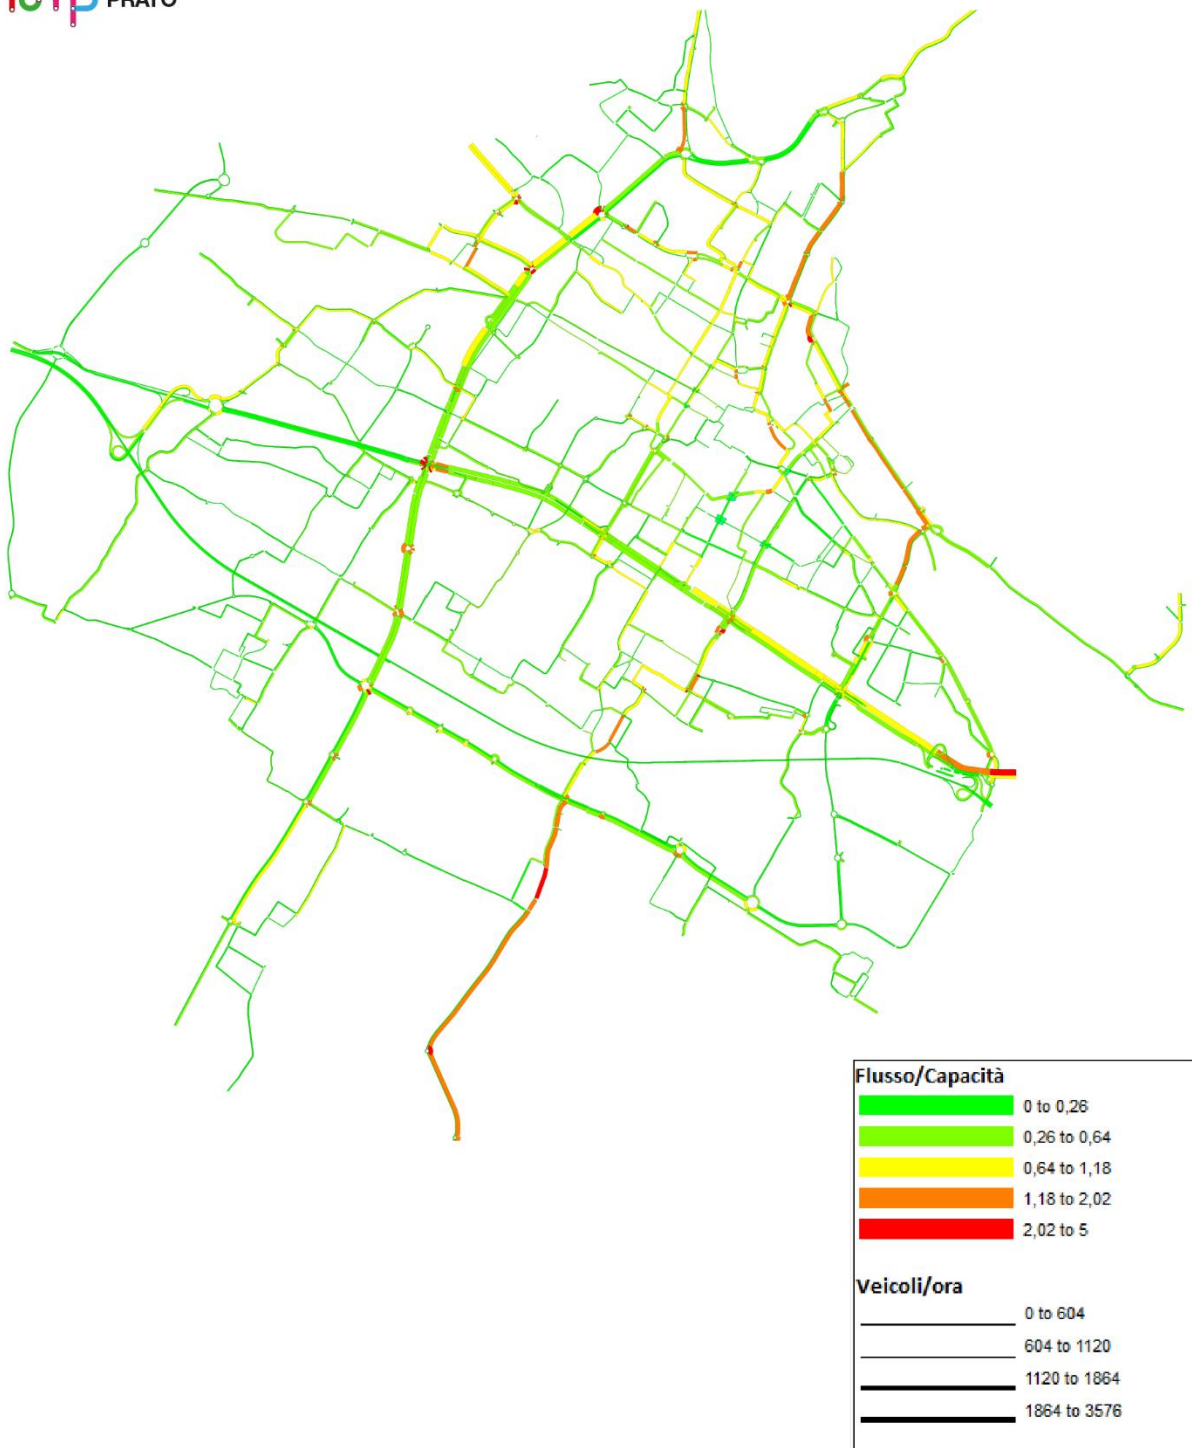 PRATO
Flusso/Capacità
0 to 0,26
0,26 to 0,64
0,64 to 1,18
1,18 to 2,02
2,02 to 5
Veicoli/ora
0 to 604
604 to 1120
1120 to 1864
1864 to 3576